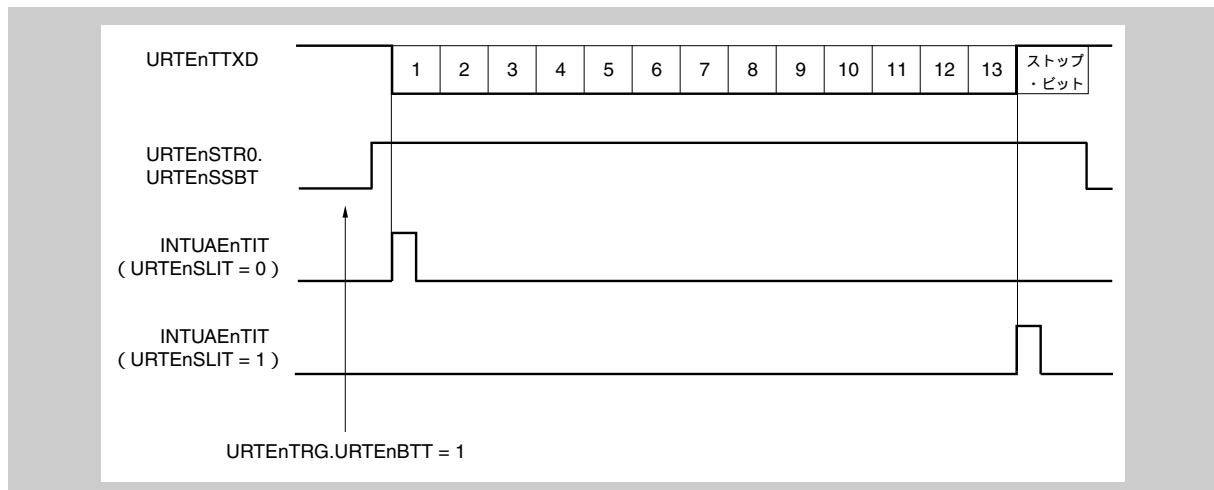 URTEnTTXD
1 2 3 4 5 6 7 8 9 10 11 12 13 ストップ
・ビット
URTEnSTR0.
URTEnSSBT
INTUAEnTIT
（URTEnSLIT = 0）
INTUAEnTIT
（URTEnSLIT = 1）
URTEnTRG.URTEnBTT = 1